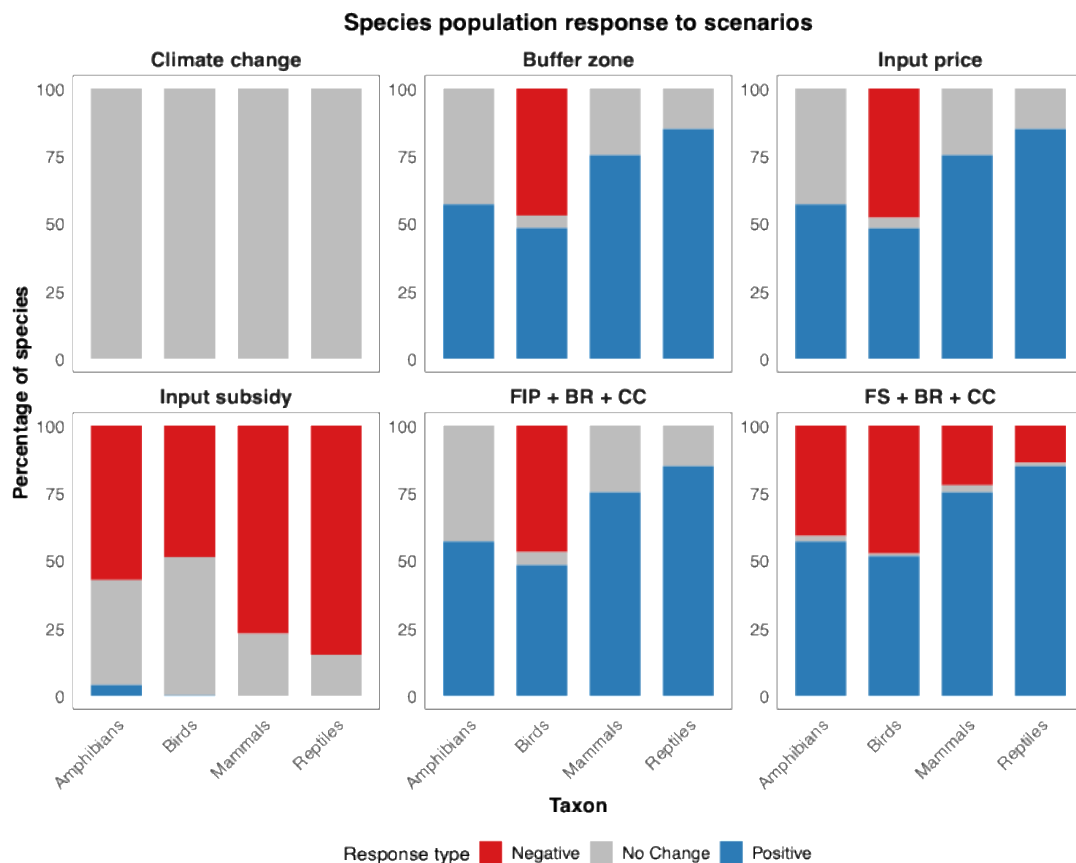 Species population response to scenarios
Climate change
Buffer zone
Input price
100
75
50
25
0
100
75
50
25
0
100
75
50
25
0
Percentage of species
Input subsidy
FIP + BR + CC
FS + BR + CC
100
75
50
25
0
100
75
50
25
0
100
75
50
25
0
Amphibians
Birds
Mammals
Reptiles
Amphibians
Birds
Mammals
Reptiles
Amphibians
Birds
Mammals
Reptiles
Taxon
Response type Negative No Change Positive